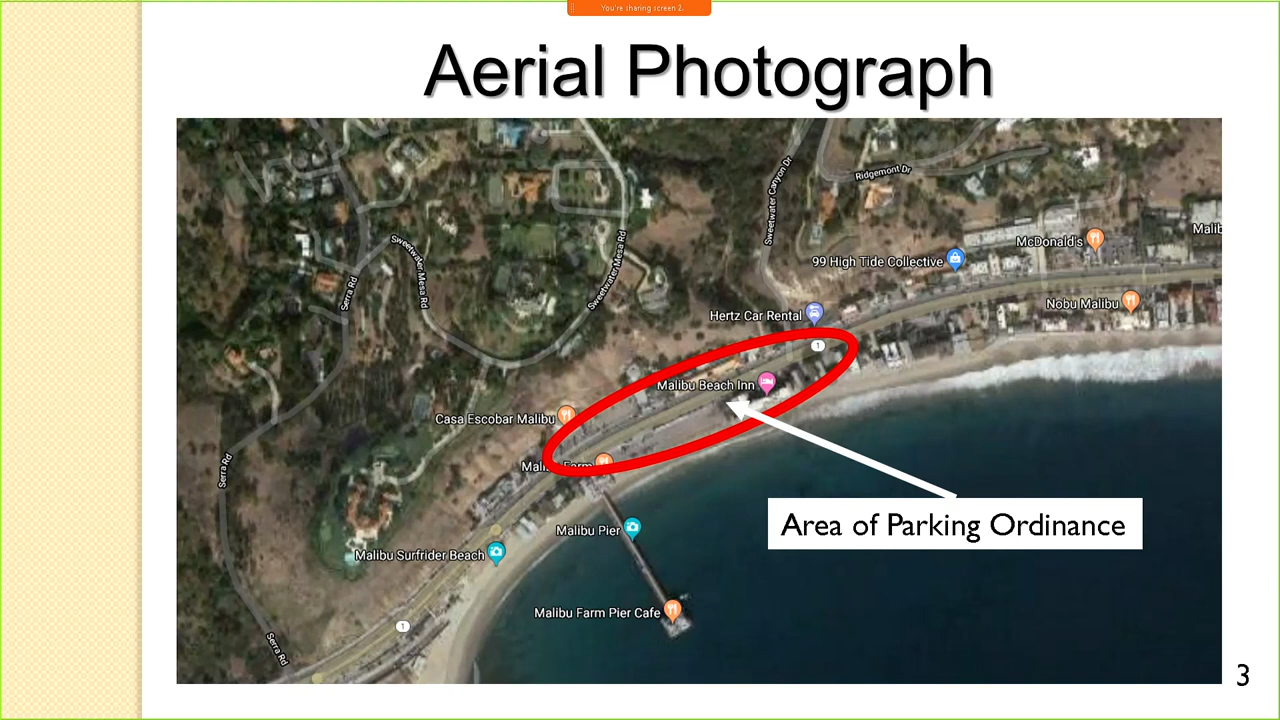 You're sharing screen 2.
Aerial Photograph
Sweetwater Canyon Dr
Ridgemont Dr
Sweetwater Mesa Rd
Sweetwater Mesa Rd
Serra Rd
McDonald's
Malib
99 High Tide Collective
Nobu Malibu
Hertz Car Rental
1
Malibu Beach Inn
Casa Escobar Malibu
Malibu Farm
Serra Rd
Area of Parking Ordinance
Malibu Pier
Malibu Surfrider Beach
Malibu Farm Pier Cafe
1
Serra Rd
3